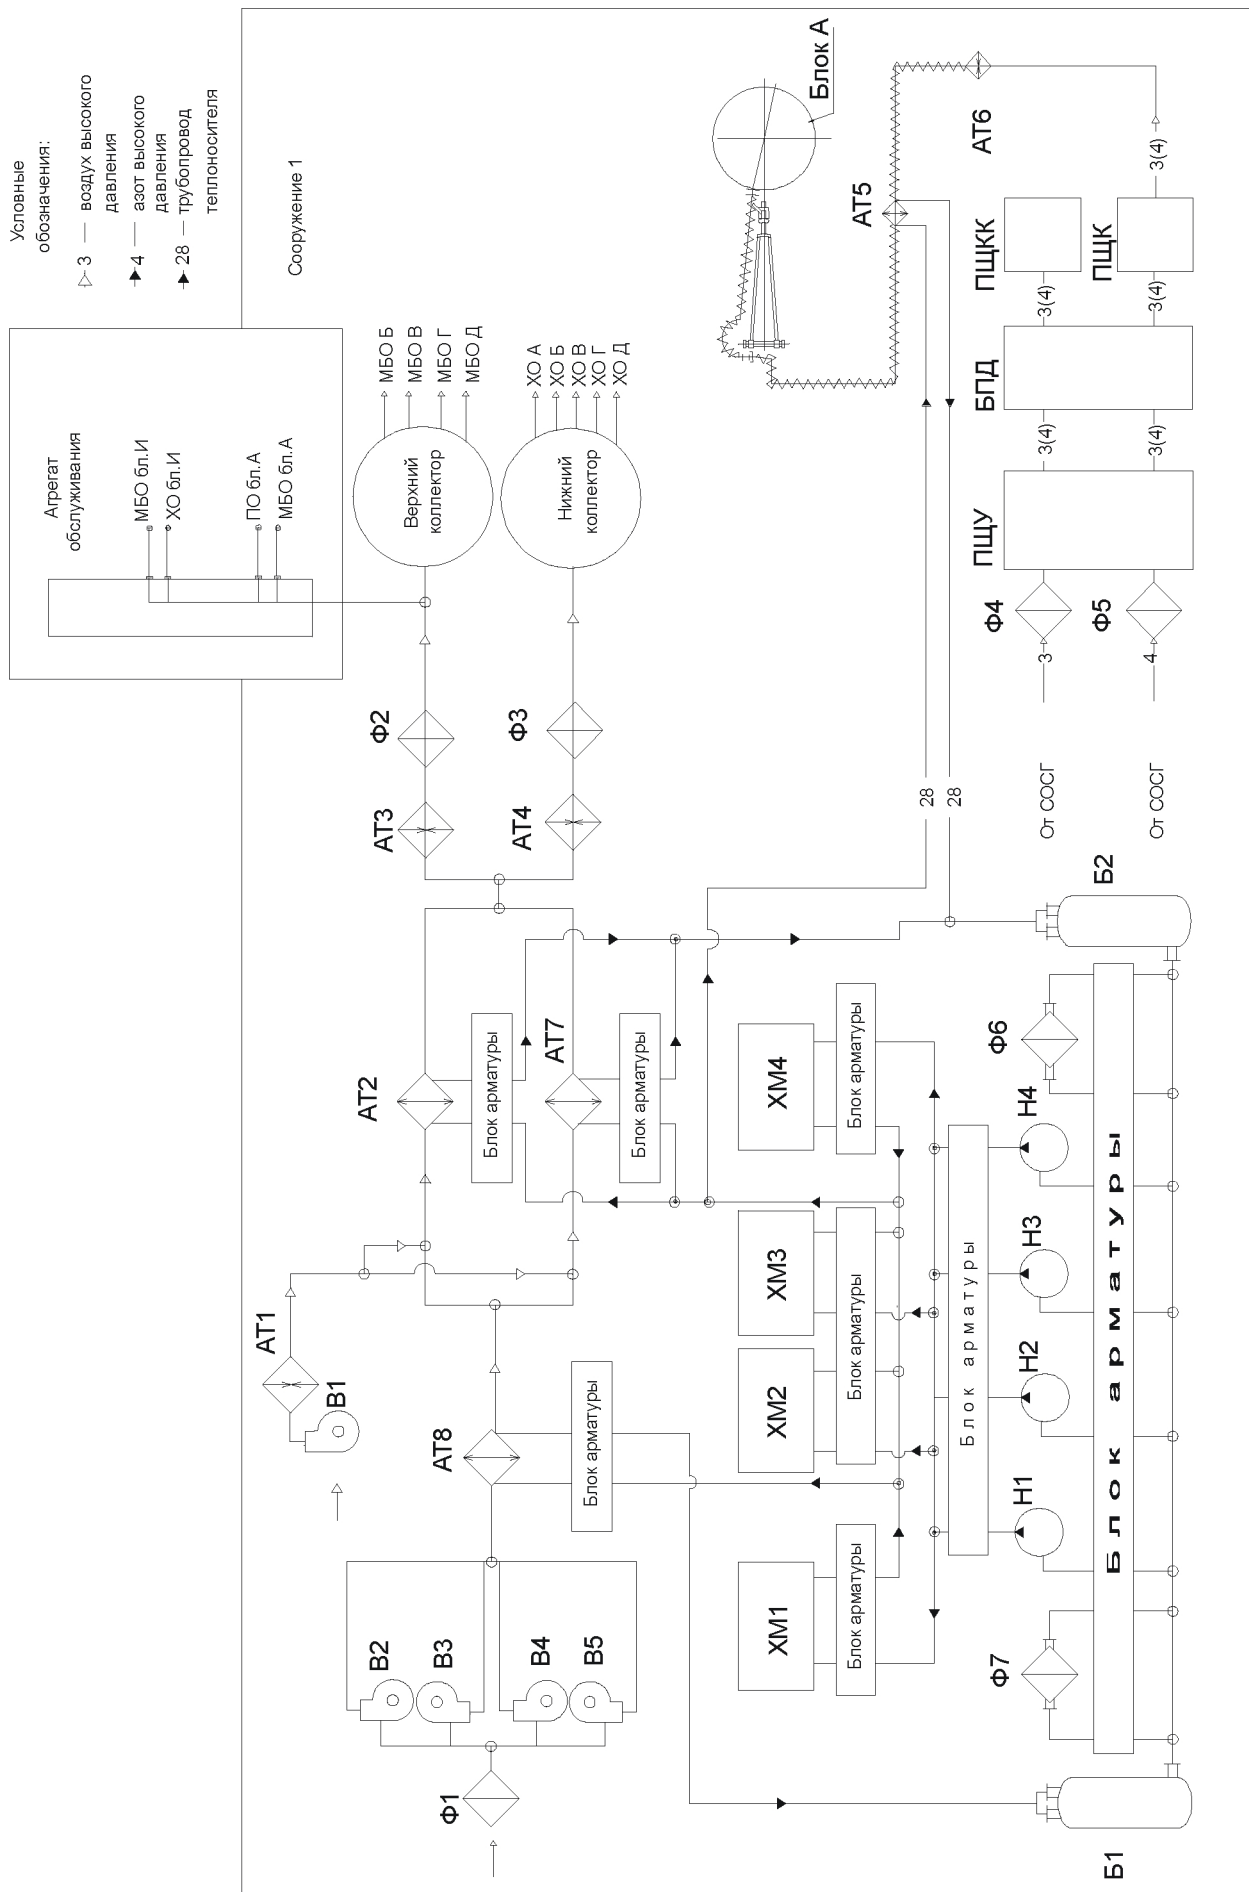 Условные
обозначения:
3 — воздух высокого
давления
4 — азот высокого
давления
28 — трубопровод
теплоносителя
Сооружение 1
Агрегат
обслуживания
МБО бл.И
ХО бл.И
ПО бл.А
МБО бл.А
Верхний
коллектор
МБО Б
МБО В
МБО Г
МБО Д
Нижний
коллектор
ХО А
ХО Б
ХО В
ХО Г
ХО Д
Блок А
АТ5
АТ6
Ф1
В2
В3
В4
В5
В1
АТ1
АТ8
Блок арматуры
АТ2
Блок арматуры
АТ7
Блок арматуры
АТ3
Ф2
АТ4
Ф3
ХМ1
Блок арматуры
ХМ2
ХМ3
Блок арматуры
ХМ4
Блок арматуры
28
28
Блок арматуры
Н1
Н2
Н3
Н4
Ф7
Ф6
Блок арматуры
Б1
Б2
От СОСГ
3
Ф4
От СОСГ
4
Ф5
ПЩУ
3(4)
3(4)
БПД
3(4)
3(4)
ПЩКК
ПЩК
3(4)